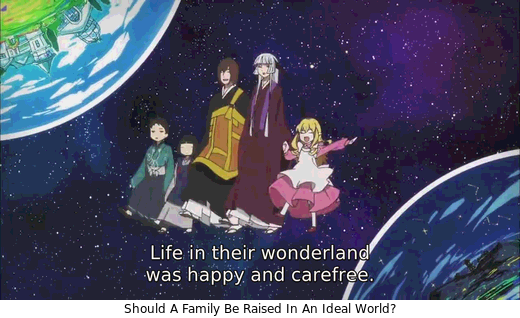 Life in their wonderland
was happy and carefree.
Should A Family Be Raised In An Ideal World?